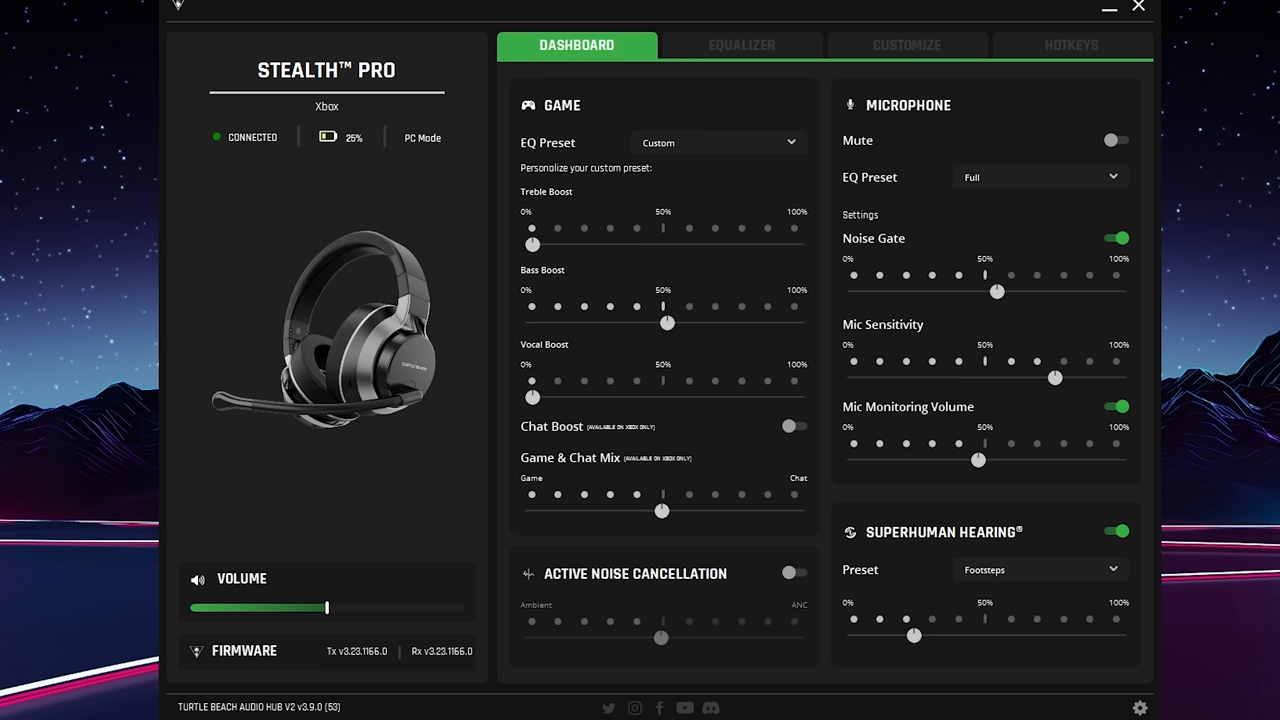 STEALTH™ PRO
Xbox
CONNECTED
25%
PC Mode
TURTLE BEACH
VOLUME
FIRMWARE
Tx v3.23.1166.0
Rx v3.23.1166.0
DASHBOARD
EQUALIZER
CUSTOMIZE
HOTKEYS
GAME
EQ Preset
Custom
Personalize your custom preset:
Treble Boost
0% 50% 100%
Bass Boost
0% 50% 100%
Vocal Boost
0% 50% 100%
Chat Boost (AVAILABLE ON XBOX ONLY)
Game & Chat Mix (AVAILABLE ON XBOX ONLY)
Game Chat
ACTIVE NOISE CANCELLATION
Ambient ANC
MICROPHONE
Mute
EQ Preset
Full
Settings
Noise Gate
0% 50% 100%
Mic Sensitivity
0% 50% 100%
Mic Monitoring Volume
0% 50% 100%
SUPERHUMAN HEARING®
Preset
Footsteps
0% 50% 100%
TURTLE BEACH AUDIO HUB V2 v3.9.0 (53)